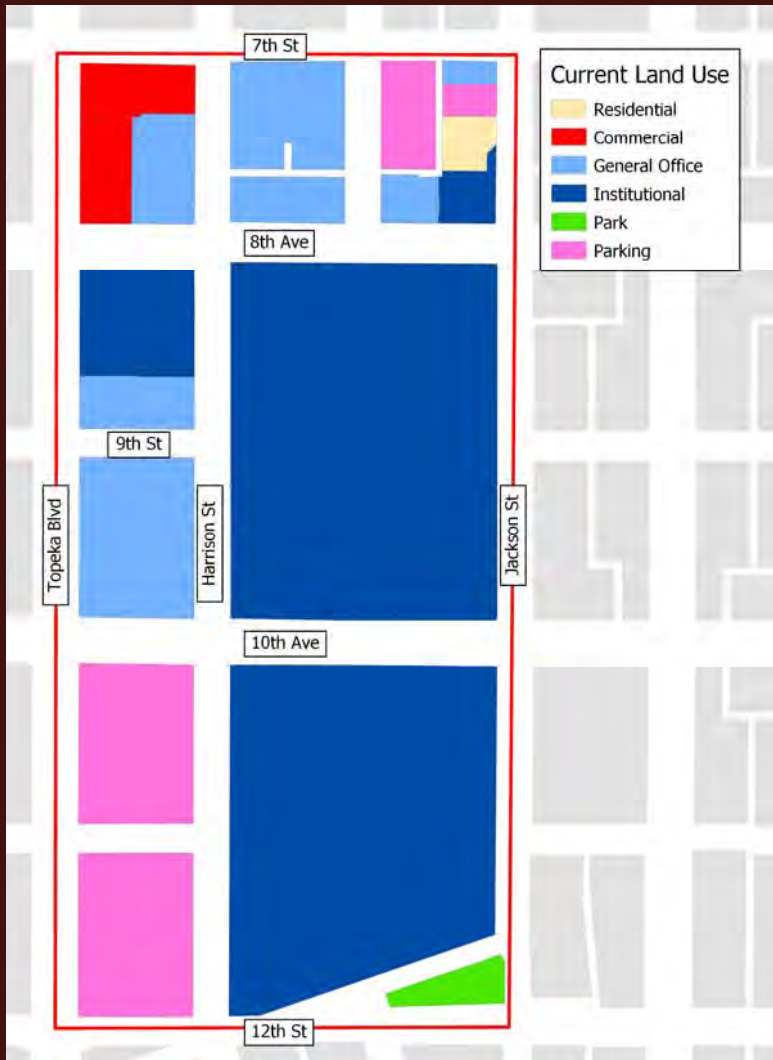 7th St
Current Land Use
Residential
Commercial
General Office
Institutional
Park
Parking
8th Ave
9th St
Topeka Blvd
Harrison St
Jackson St
10th Ave
12th St